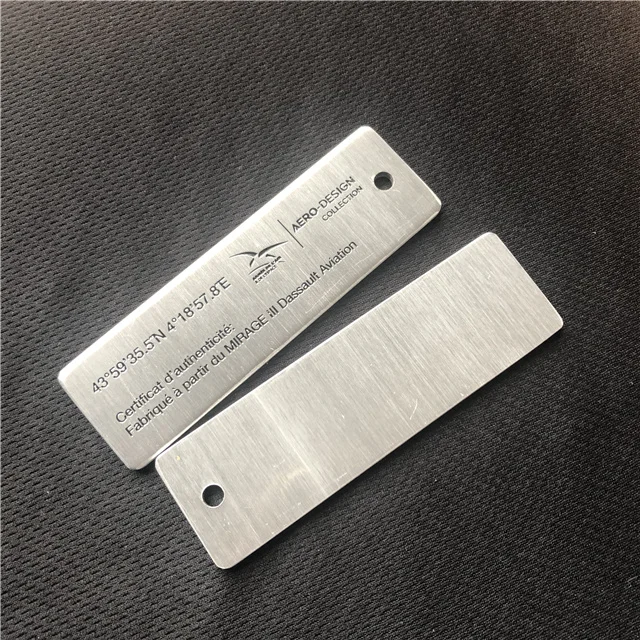 AERO-DESIGN
COLLECTION
43°59'35.5"N 4°18'57.8"E
Certificat d'authenticité:
Fabriqué à partir du MIRAGE III Dassault Aviation